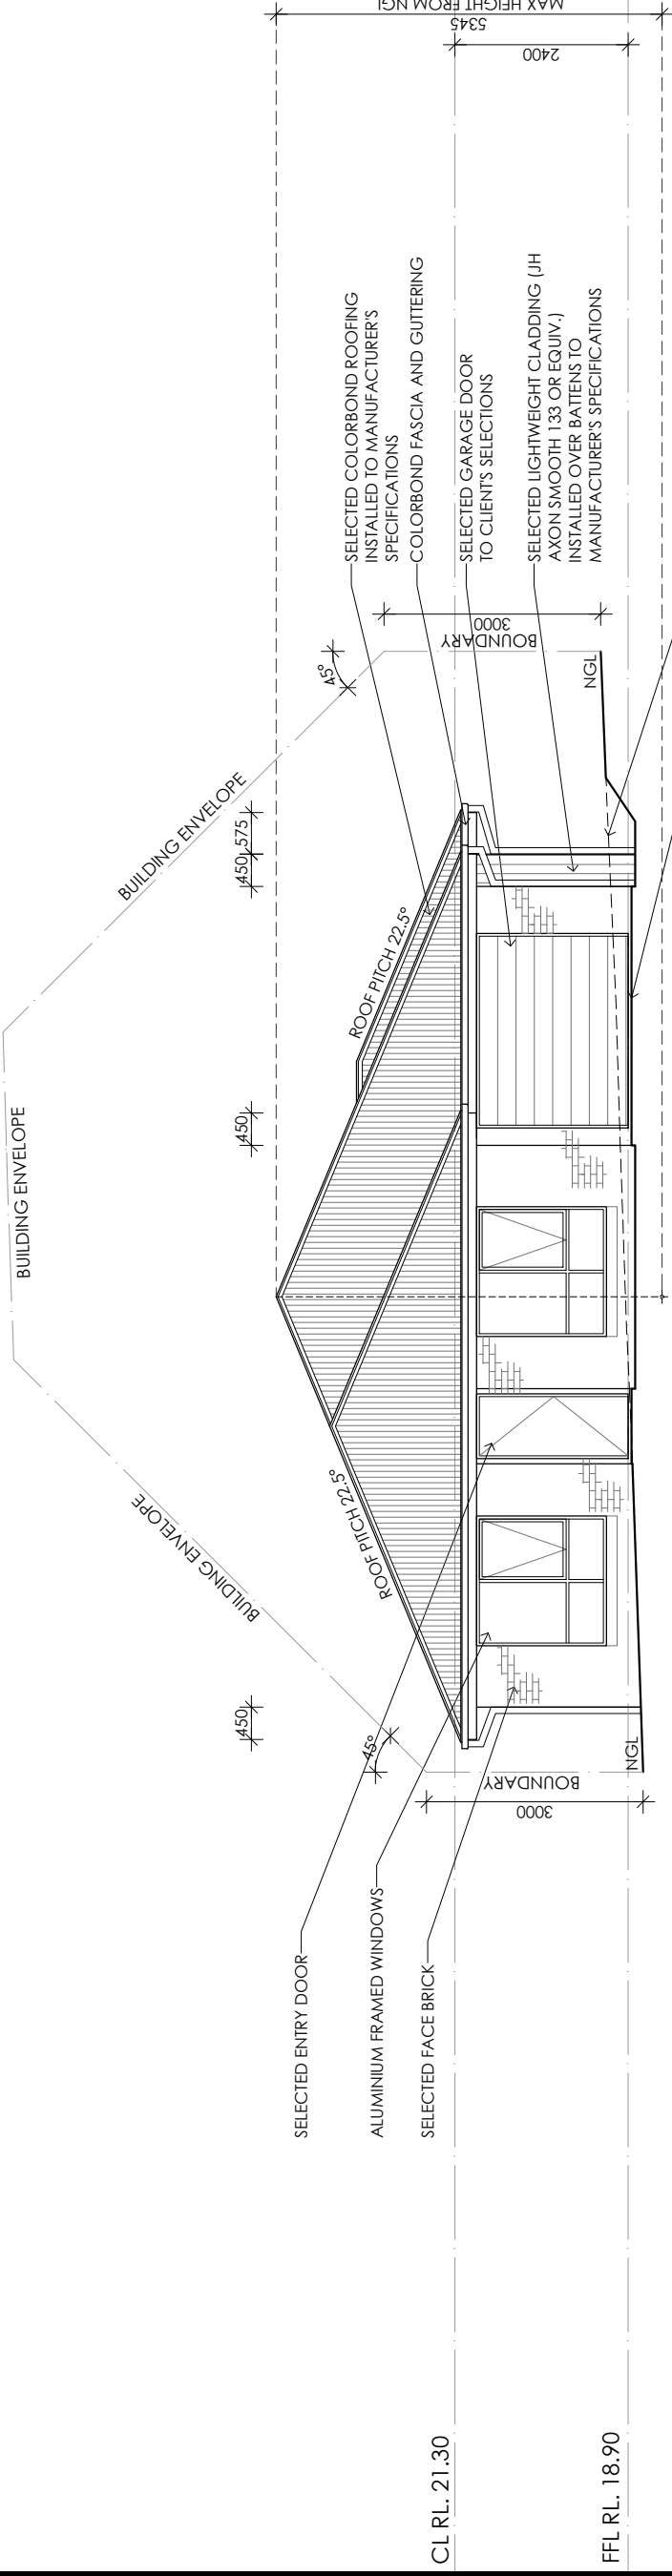 BUILDING ENVELOPE
BUILDING ENVELOPE
BUILDING ENVELOPE
450
450
450
575
45°
45°
ROOF PITCH 22.5°
ROOF PITCH 22.5°
SELECTED ENTRY DOOR
ALUMINIUM FRAMED WINDOWS
SELECTED FACE BRICK
3000
BOUNDARY
NGL
CL RL. 21.30
FFL RL. 18.90
SELECTED COLORBOND ROOFING
INSTALLED TO MANUFACTURER'S
SPECIFICATIONS
COLORBOND FASCIA AND GUTTERING
SELECTED GARAGE DOOR
TO CLIENT'S SELECTIONS
SELECTED LIGHTWEIGHT CLADDING (JH
AXON SMOOTH 133 OR EQUIV.)
INSTALLED OVER BATTENS TO
MANUFACTURER'S SPECIFICATIONS
3000
BOUNDARY
NGL
2400
5345
MAX HEIGHT FROM NGL